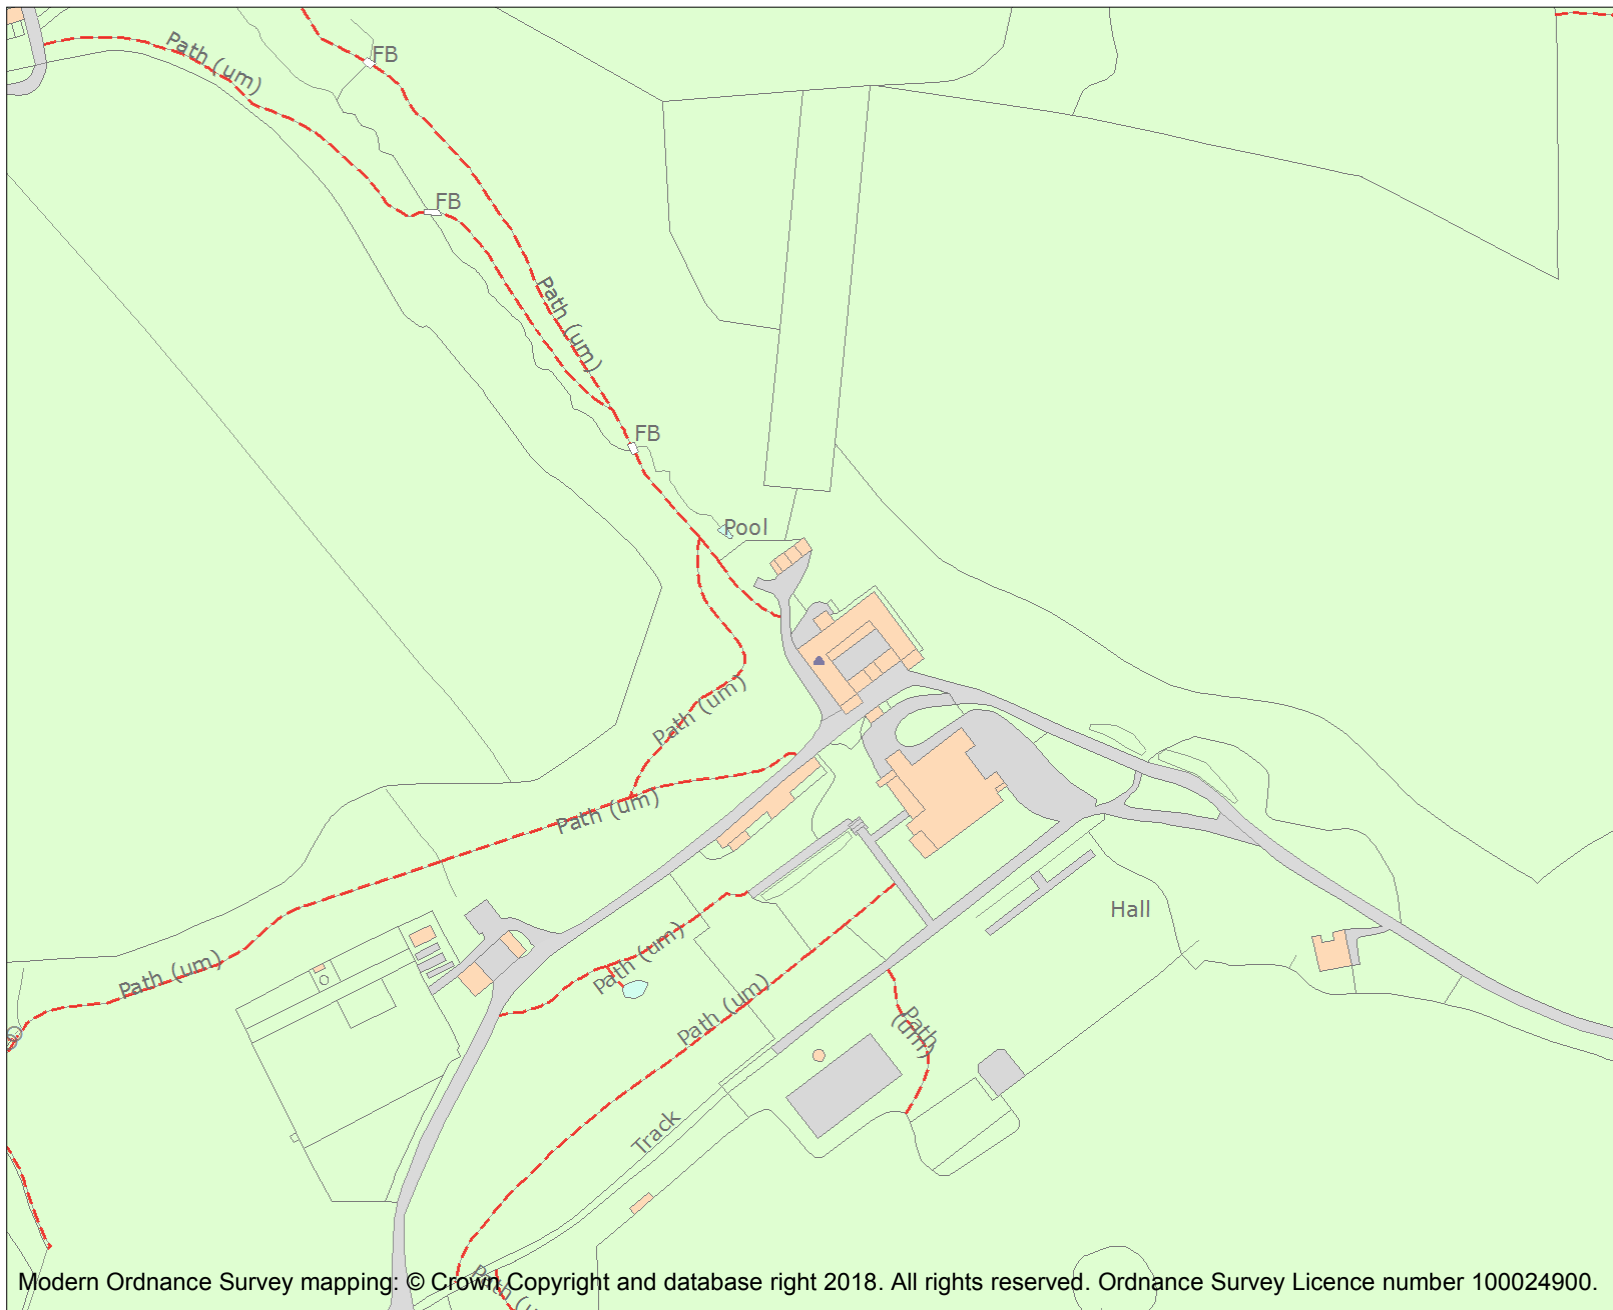 FB
Path (um)
FB
Path (um)
FB
Pool
Path (um)
Path (um)
Hall
Path (um)
Path (um)
Path (um)
Path
(um)
Track
Modern Ordnance Survey mapping: © Crown Copyright and database right 2018. All rights reserved. Ordnance Survey Licence number 100024900.